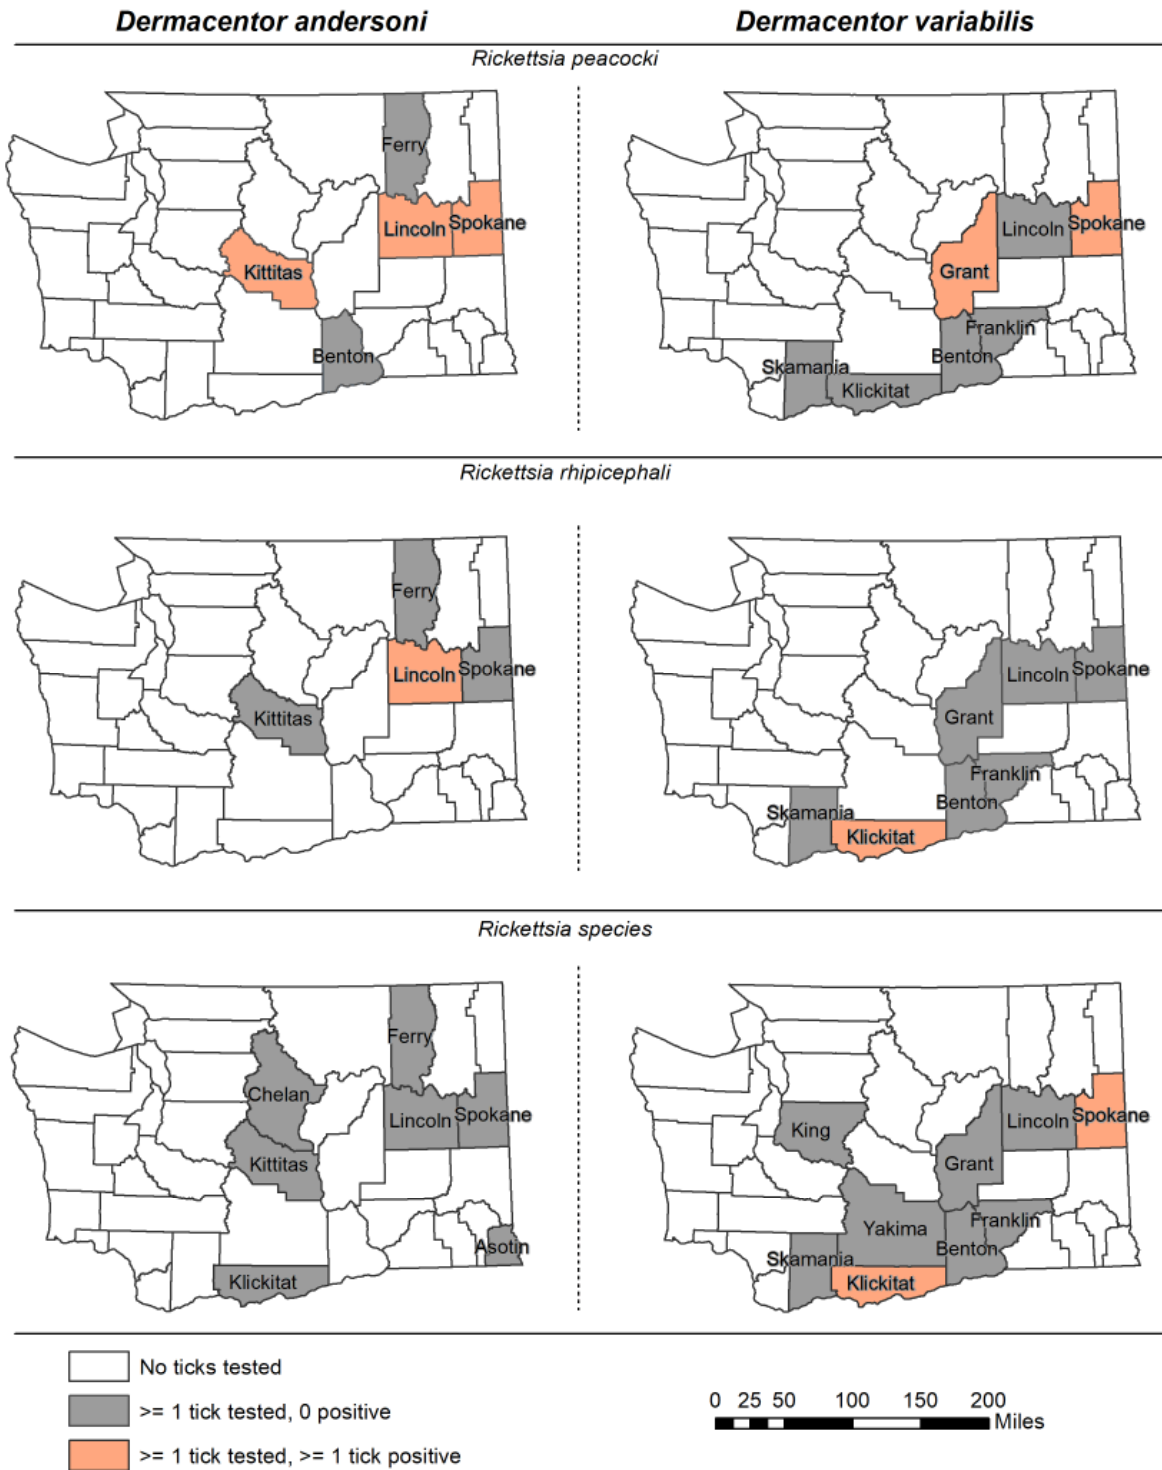 Dermacentor andersoni
Dermacentor variabilis
Rickettsia peacocki
Ferry
Lincoln
Spokane
Kittitas
Benton
Lincoln
Spokane
Grant
Franklin
Benton
Skamania
Klickitat
Rickettsia rhipicephali
Ferry
Lincoln
Spokane
Kittitas
Lincoln
Spokane
Grant
Franklin
Benton
Skamania
Klickitat
Rickettsia species
Ferry
Chelan
Lincoln
Spokane
Kittitas
Asotin
Klickitat
King
Lincoln
Spokane
Grant
Yakima
Franklin
Benton
Skamania
Klickitat
No ticks tested
>= 1 tick tested, 0 positive
>= 1 tick tested, >= 1 tick positive
0 25 50 100 150 200
Miles